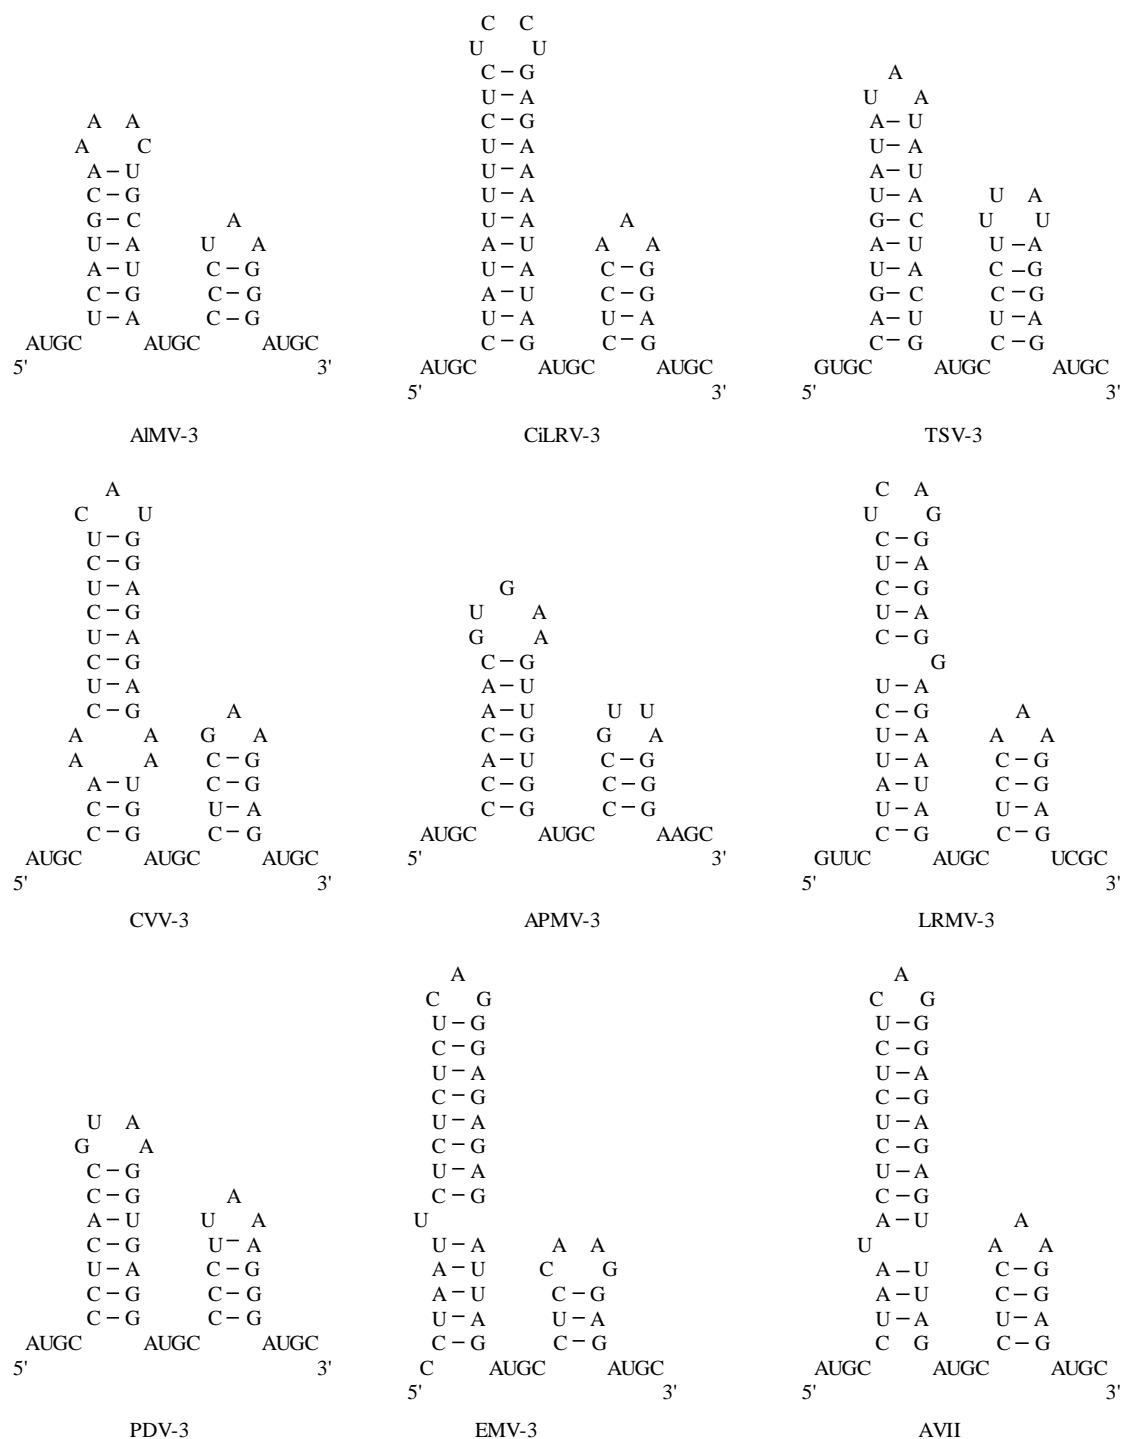 A A
A C
A – U
C – G
G – C A
U – A U A
A – U C – G
C – G C – G
U – A C – G
AUGC AUGC AUGC
5' 3'
AlMV-3
C C
U U
C – G
U – A
C – G
U – A
U – A
U – A
U – A A
A – U A A
U – A C – G
A – U C – G
U – A U – A
C – G C – G
AUGC AUGC AUGC
5' 3'
CiLRV-3
A
U A
A – U
U – A
A – U
U – A U A
G – C U U
A – U U – A
U – A C – G
G – C C – G
A – U U – A
C – G C – G
GUGC AUGC AUGC
5' 3'
TSV-3
A
C U
U – G
C – G
U – A
C – G
U – A
C – G
U – A
C – G A
A A G A
A A C – G
A – U C – G
C – G U – A
C – G C – G
AUGC AUGC AUGC
5' 3'
CVV-3
G
U A
G A
C – G
A – U
A – U U U
C – G G A
A – U C – G
C – G C – G
C – G C – G
AUGC AUGC AAGC
5' 3'
APMV-3
C A
U G
C – G
U – A
C – G
U – A
C – G
G
U – A
C – G A
U – A A A
U – A C – G
A – U C – G
U – A U – A
C – G C – G
GUUC AUGC UCGC
5' 3'
LRMV-3
U A
G A
C – G
C – G A
A – U U A
C – G U – A
U – A C – G
C – G C – G
C – G C – G
AUGC AUGC AUGC
5' 3'
PDV-3
A
C G
U – G
C – G
U – A
C – G
U – A
C – G
U – A
C – G
U
U – A A A
A – U C G
A – U C – G
U – A U – A
C – G C – G
C AUGC AUGC
5' 3'
EMV-3
A
C G
U – G
C – G
U – A
C – G
U – A
C – G
U – A
C – G
A – U A
U A A
A – U C – G
A – U C – G
U – A U – A
C G C – G
AUGC AUGC AUGC
5' 3'
AVII